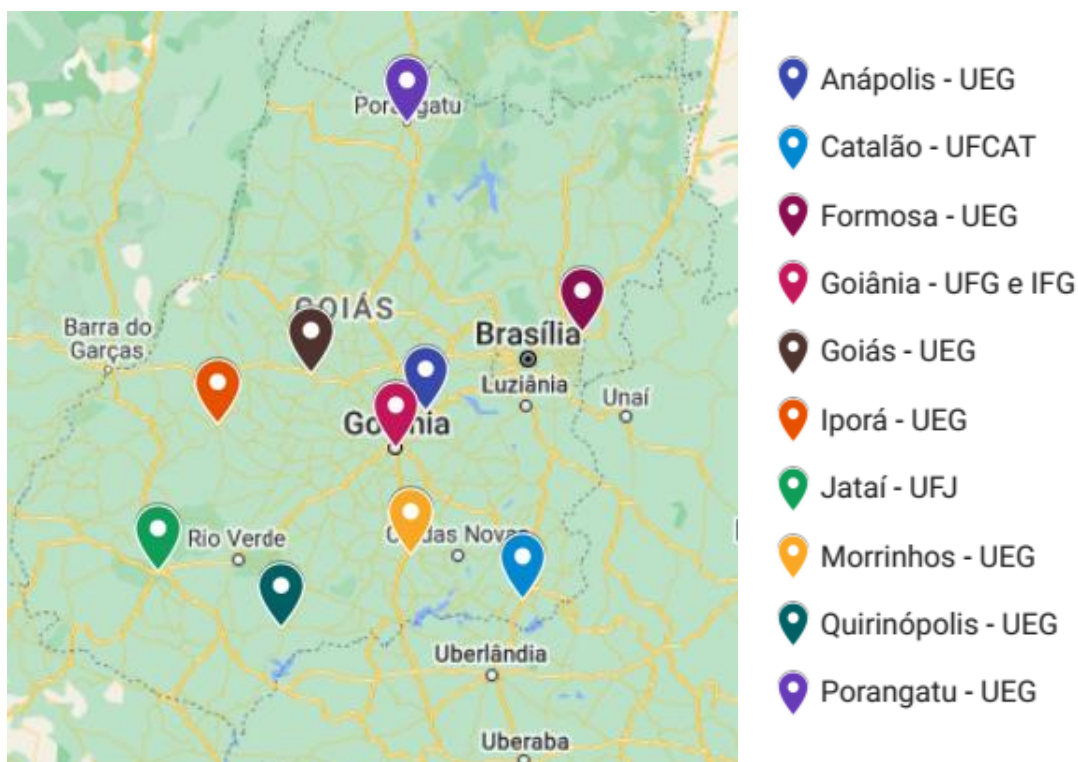 Porangatu
GOIÁS
Barra do
Garças
Brasília
Luziânia
Unaí
Goiânia
Rio Verde
Caldas Novas
Uberlândia
Uberaba
Anápolis - UEG
Catalão - UFCAT
Formosa - UEG
Goiânia - UFG e IFG
Goiás - UEG
Iporá - UEG
Jataí - UFJ
Morrinhos - UEG
Quirinópolis - UEG
Porangatu - UEG